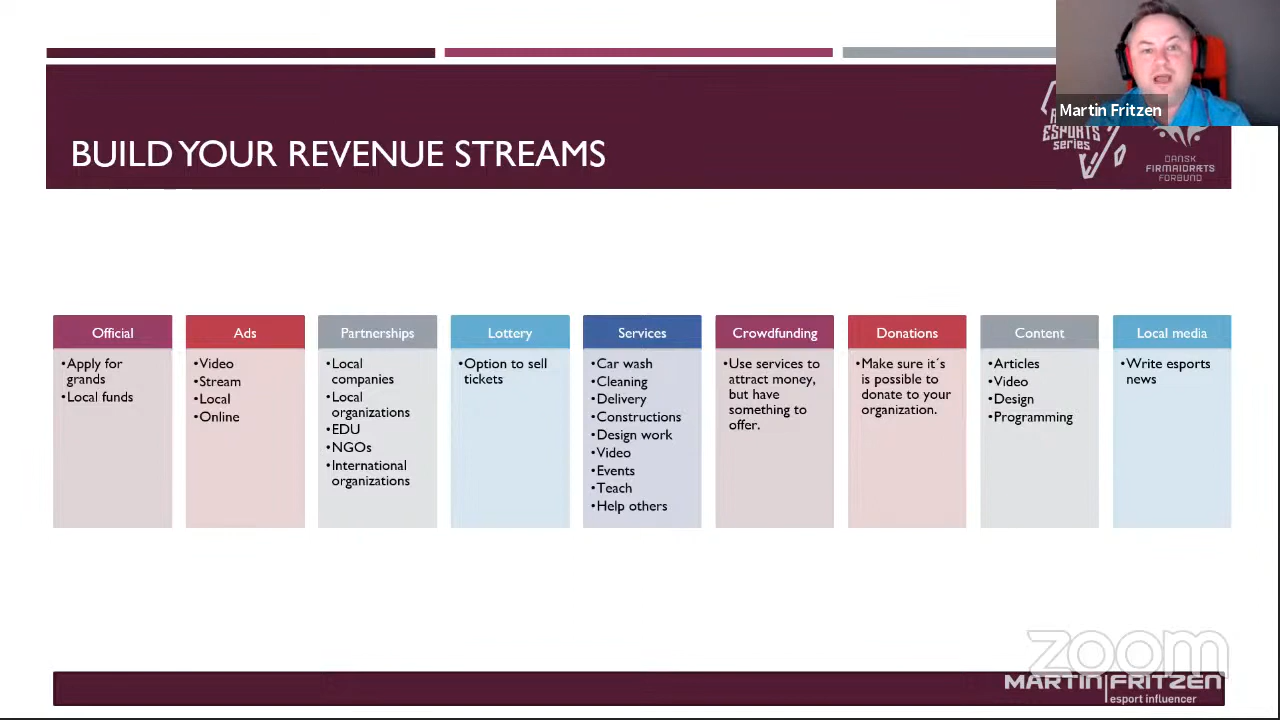 Martin Fritzen
BUILD YOUR REVENUE STREAMS
ESPORTS
series
DANSK
FIRMAIDRÆTS
FORBUND
Official
•Apply for
grands
•Local funds
Ads
•Video
•Stream
•Local
•Online
Partnerships
•Local
companies
•Local
organizations
•EDU
•NGOs
•International
organizations
Lottery
•Option to sell
tickets
Services
•Car wash
•Cleaning
•Delivery
•Constructions
•Design work
•Video
•Events
•Teach
•Help others
Crowdfunding
•Use services to
attract money,
but have
something to
offer.
Donations
•Make sure it´s
is possible to
donate to your
organization.
Content
•Articles
•Video
•Design
•Programming
Local media
•Write esports
news
zoom
MARTIN FRITZEN
esport influencer